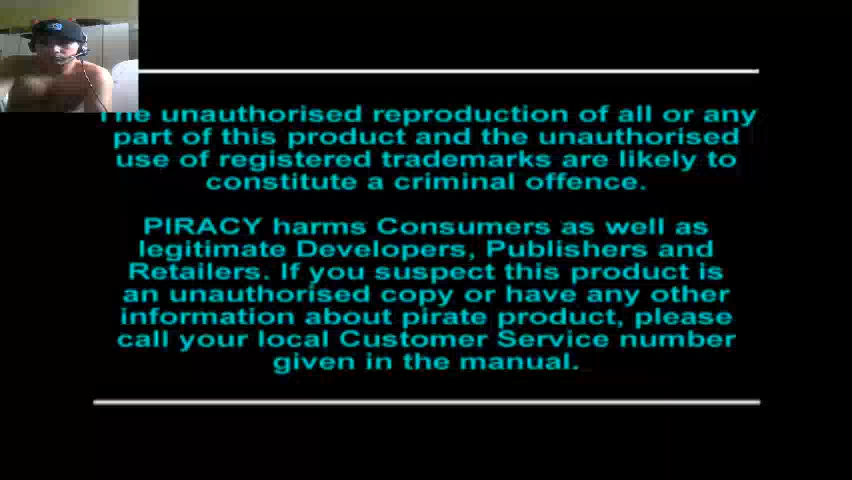 The unauthorised reproduction of all or any
part of this product and the unauthorised
use of registered trademarks are likely to
constitute a criminal offence.
PIRACY harms Consumers as well as
legitimate Developers, Publishers and
Retailers. If you suspect this product is
an unauthorised copy or have any other
information about pirate product, please
call your local Customer Service number
given in the manual.